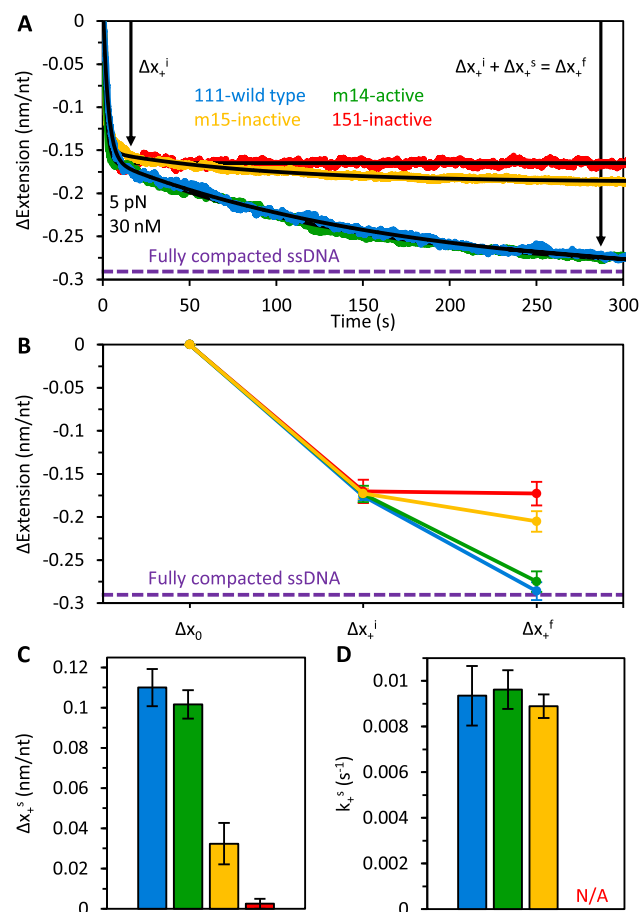 A
ΔExtension (nm/nt)
0
-0.05
-0.1
-0.15
-0.2
-0.25
-0.3
Δx₊ⁱ
Δx₊ⁱ + Δx₊ˢ = Δx₊ᶠ
111-wild type m14-active
m15-inactive 151-inactive
5 pN
30 nM
Fully compacted ssDNA
0 50 100 150 200 250 300
Time (s)
B
ΔExtension (nm/nt)
0
-0.05
-0.1
-0.15
-0.2
-0.25
-0.3
Fully compacted ssDNA
Δx₀ Δx₊ⁱ Δx₊ᶠ
C
Δx₊ˢ (nm/nt)
0.12
0.1
0.08
0.06
0.04
0.02
0
D
k₊ˢ (s⁻¹)
0.01
0.008
0.006
0.004
0.002
0
N/A